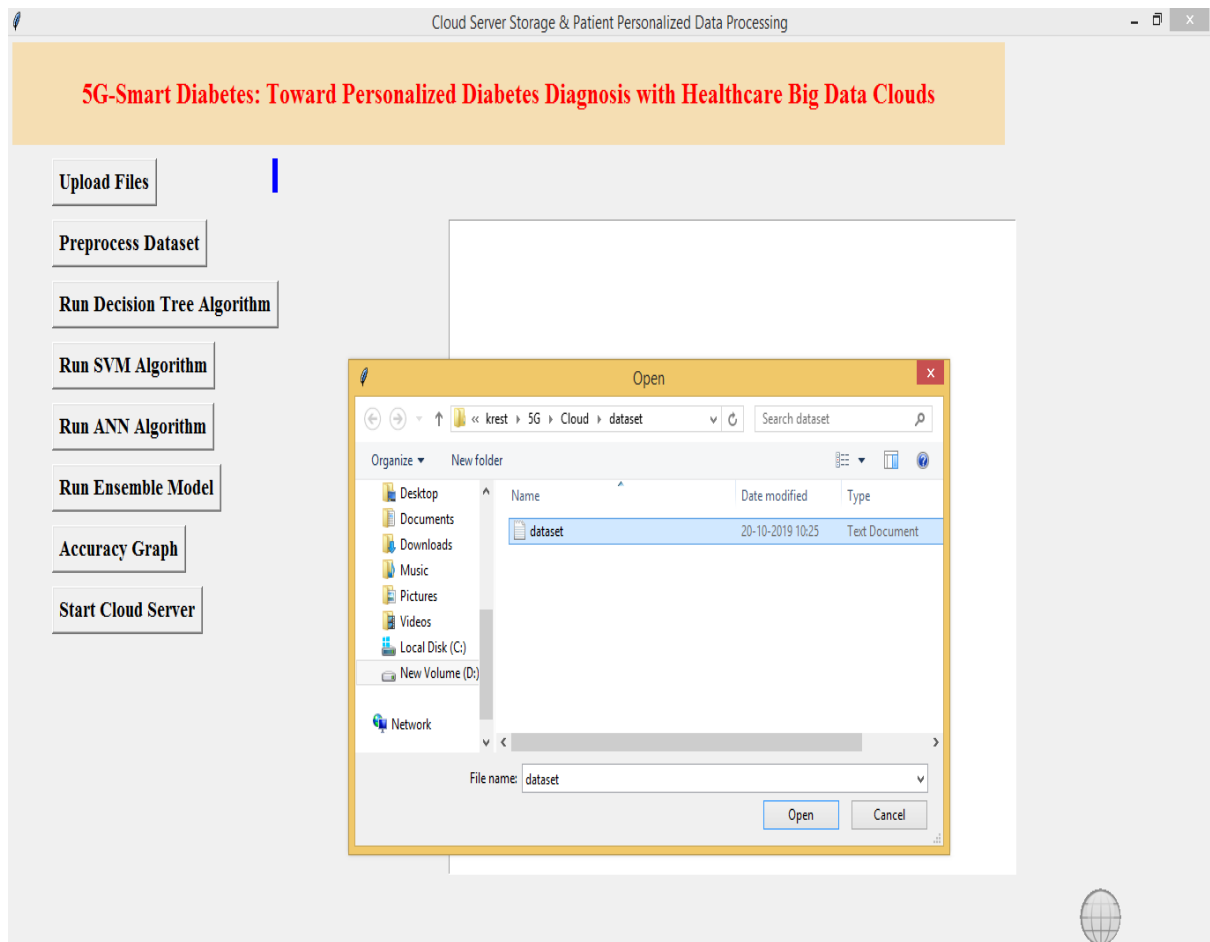 Cloud Server Storage & Patient Personalized Data Processing
5G-Smart Diabetes: Toward Personalized Diabetes Diagnosis with Healthcare Big Data Clouds
Upload Files
Preprocess Dataset
Run Decision Tree Algorithm
Run SVM Algorithm
Run ANN Algorithm
Run Ensemble Model
Accuracy Graph
Start Cloud Server
Open
« krest 5G Cloud dataset
Search dataset
Organize New folder
Desktop
Documents
Downloads
Music
Pictures
Videos
Local Disk (C:)
New Volume (D:)
Network
Name Date modified Type
dataset 20-10-2019 10:25 Text Document
File name: dataset
Open Cancel